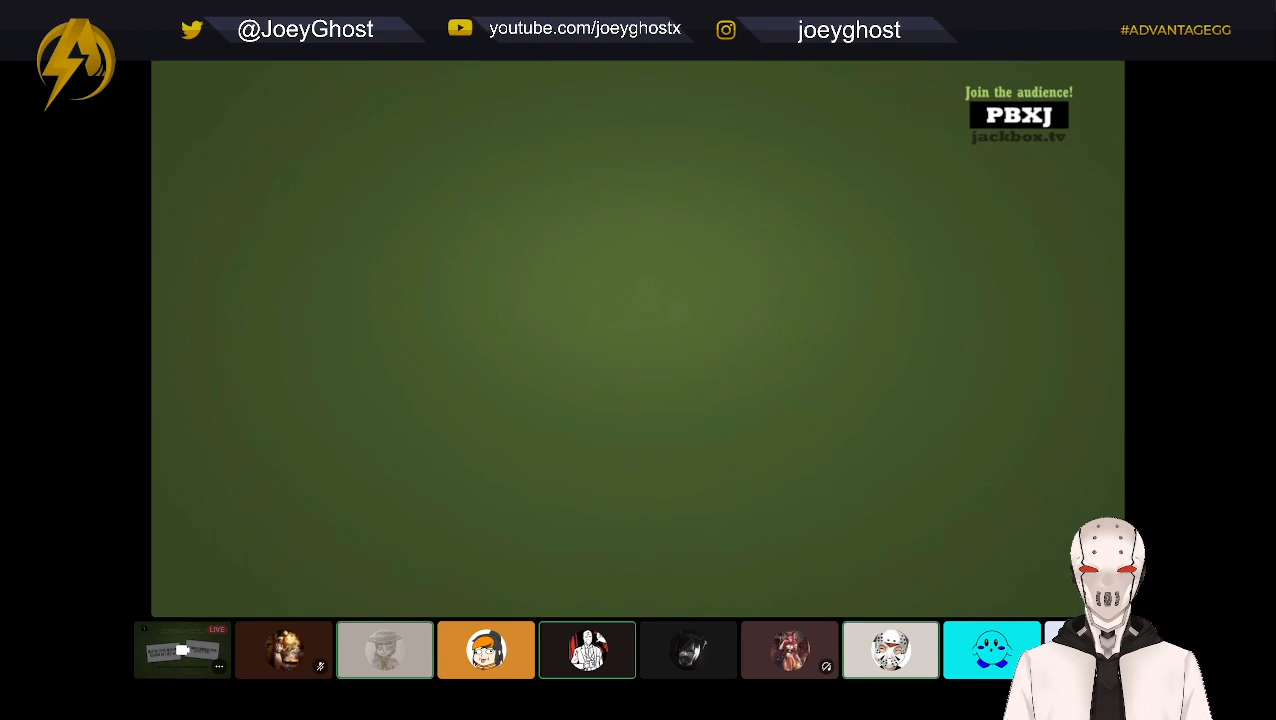 @JoeyGhost
youtube.com/joeyghostx
joeyghost
#ADVANTAGEGG
Join the audience!
PBXJ
jackbox.tv
LIVE